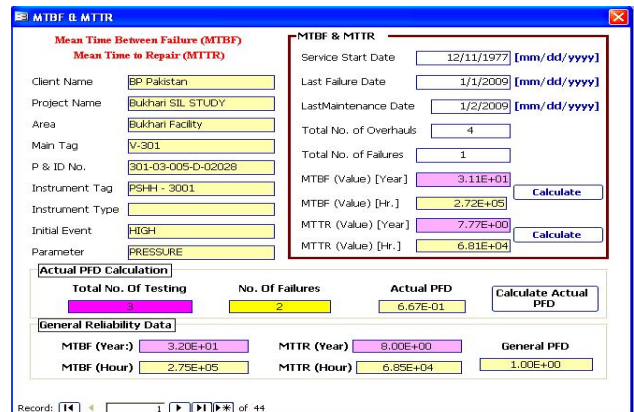 MTBF & MTTR
Mean Time Between Failure (MTBF)
Mean Time to Repair (MTTR)
Client Name BP Pakistan
Project Name Bukhari SIL STUDY
Area Bukhari Facility
Main Tag V-301
P & ID No. 301-03-005-D-02028
Instrument Tag PSHH - 3001
Instrument Type
Initial Event HIGH
Parameter PRESSURE
MTBF & MTTR
Service Start Date 12/11/1977 [mm/dd/yyyy]
Last Failure Date 1/1/2009 [mm/dd/yyyy]
LastMaintenance Date 1/2/2009 [mm/dd/yyyy]
Total No. of Overhauls 4
Total No. of Failures 1
MTBF (Value) [Year] 3.11E+01
Calculate
MTBF (Value) [Hr.] 2.72E+05
MTTR (Value) [Year] 7.77E+00
Calculate
MTTR (Value) [Hr.] 6.81E+04
Actual PFD Calculation
Total No. Of Testing No. Of Failures Actual PFD
3 2 6.67E-01
Calculate Actual
PFD
General Reliability Data
MTBF (Year:) 3.20E+01 MTTR (Year) 8.00E+00 General PFD
MTBF (Hour) 2.75E+05 MTTR (Hour) 6.85E+04 1.00E+00
Record: 1 of 44